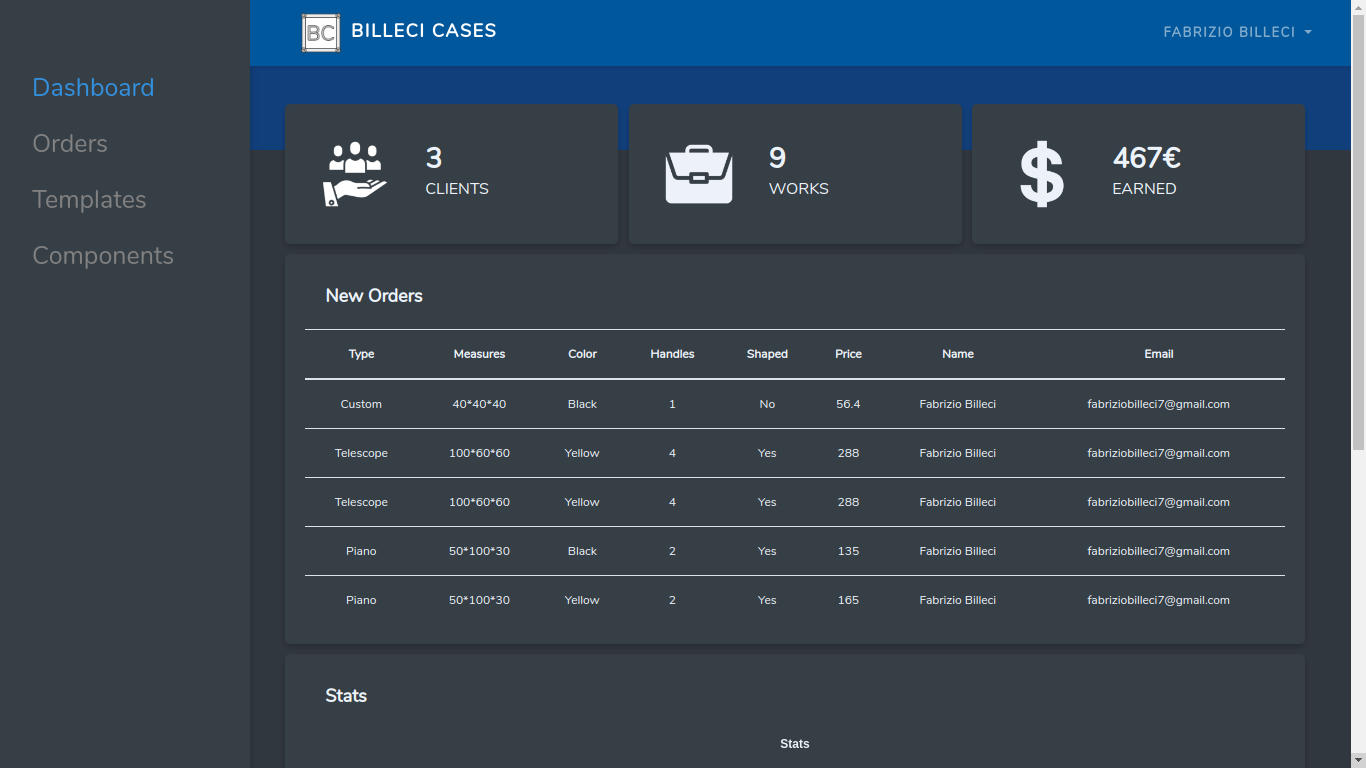 BC BILLECI CASES FABRIZIO BILLECI
Dashboard
Orders
Templates
Components
3
CLIENTS
9
WORKS
$
467€
EARNED
New Orders
Type Measures Color Handles Shaped Price Name Email
Custom 40*40*40 Black 1 No 56.4 Fabrizio Billeci fabriziobilleci7@gmail.com
Telescope 100*60*60 Yellow 4 Yes 288 Fabrizio Billeci fabriziobilleci7@gmail.com
Telescope 100*60*60 Yellow 4 Yes 288 Fabrizio Billeci fabriziobilleci7@gmail.com
Piano 50*100*30 Black 2 Yes 135 Fabrizio Billeci fabriziobilleci7@gmail.com
Piano 50*100*30 Yellow 2 Yes 165 Fabrizio Billeci fabriziobilleci7@gmail.com
Stats
Stats